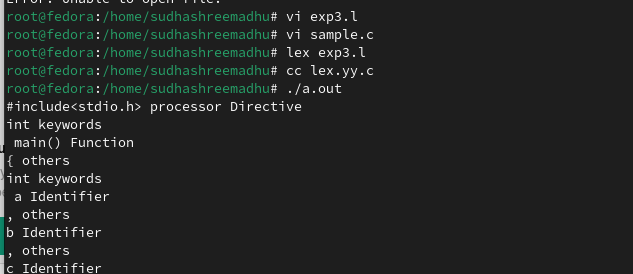 Error: Unable to open file.
root@fedora:/home/sudhashreemadhu# vi exp3.l
root@fedora:/home/sudhashreemadhu# vi sample.c
root@fedora:/home/sudhashreemadhu# lex exp3.l
root@fedora:/home/sudhashreemadhu# cc lex.yy.c
root@fedora:/home/sudhashreemadhu# ./a.out
#include<stdio.h> processor Directive
int keywords
 main() Function
{ others
int keywords
 a Identifier
, others
b Identifier
, others
c Identifier